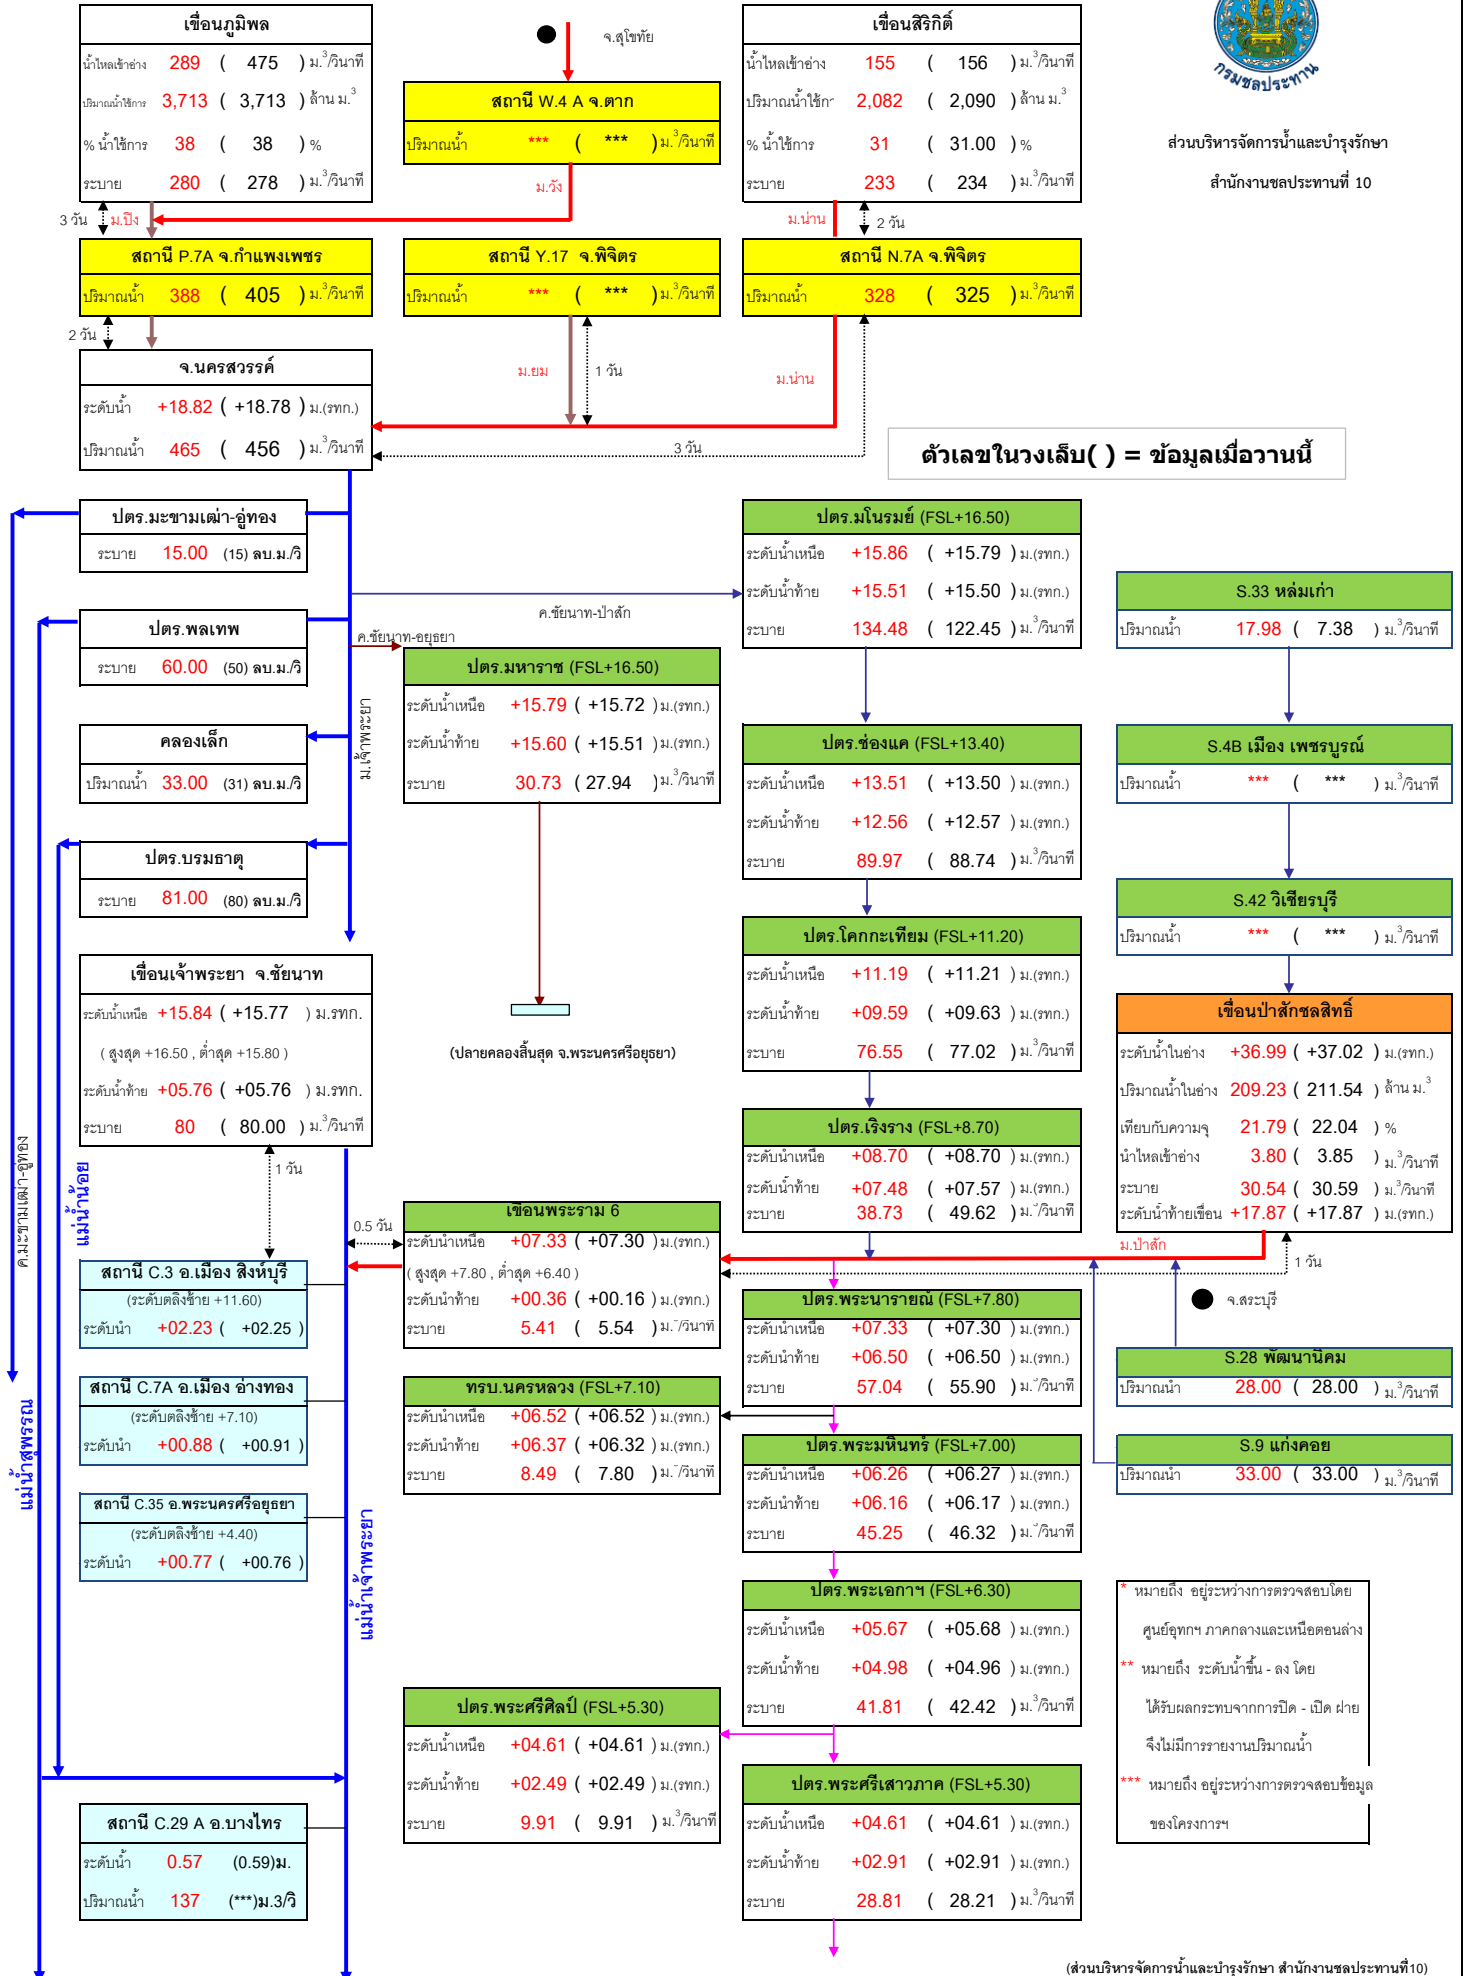 เขื่อนภูมิพล
น้ำไหลเข้าอ่าง 289 ( 475 ) ม.3/วินาที
ปริมาณน้ำใช้การ 3,713 ( 3,713 ) ล้าน ม.3
% น้ำใช้การ 38 ( 38 ) %
ระบาย 280 ( 278 ) ม.3/วินาที
จ.สุโขทัย
สถานี W.4 A จ.ตาก
ปริมาณน้ำ *** ( *** ) ม.3/วินาที
ม.วัง
เขื่อนสิริกิติ์
น้ำไหลเข้าอ่าง 155 ( 156 ) ม.3/วินาที
ปริมาณน้ำใช้กา 2,082 ( 2,090 ) ล้าน ม.3
% น้ำใช้การ 31 ( 31.00 ) %
ระบาย 233 ( 234 ) ม.3/วินาที
กรมชลประทาน
ส่วนบริหารจัดการน้ำและบำรุงรักษา
สำนักงานชลประทานที่ 10
3 วัน ม.ปิง
ม.น่าน 2 วัน
สถานี P.7A จ.กำแพงเพชร
ปริมาณน้ำ 388 ( 405 ) ม.3/วินาที
สถานี Y.17 จ.พิจิตร
ปริมาณน้ำ *** ( *** ) ม.3/วินาที
สถานี N.7A จ.พิจิตร
ปริมาณน้ำ 328 ( 325 ) ม.3/วินาที
2 วัน
ม.ยม 1 วัน
ม.น่าน
จ.นครสวรรค์
ระดับน้ำ +18.82 ( +18.78 ) ม.(รทก.)
ปริมาณน้ำ 465 ( 456 ) ม.3/วินาที
3 วัน
ตัวเลขในวงเล็บ( ) = ข้อมูลเมื่อวานนี้
ปตร.มะขามเฒ่า-อู่ทอง
ระบาย 15.00 (15) ลบ.ม./วิ
ปตร.พลเทพ
ระบาย 60.00 (50) ลบ.ม./วิ
คลองเล็ก
ปริมาณน้ำ 33.00 (31) ลบ.ม./วิ
ปตร.บรมธาตุ
ระบาย 81.00 (80) ลบ.ม./วิ
ม.เจ้าพระยา
ค.ชัยนาท-ป่าสัก
ค.ชัยนาท-อยุธยา
ปตร.มหาราช (FSL+16.50)
ระดับน้ำเหนือ +15.79 ( +15.72 ) ม.(รทก.)
ระดับน้ำท้าย +15.60 ( +15.51 ) ม.(รทก.)
ระบาย 30.73 ( 27.94 ) ม.3/วินาที
(ปลายคลองสิ้นสุด จ.พระนครศรีอยุธยา)
ปตร.มโนรมย์ (FSL+16.50)
ระดับน้ำเหนือ +15.86 ( +15.79 ) ม.(รทก.)
ระดับน้ำท้าย +15.51 ( +15.50 ) ม.(รทก.)
ระบาย 134.48 ( 122.45 ) ม.3/วินาที
ปตร.ช่องแค (FSL+13.40)
ระดับน้ำเหนือ +13.51 ( +13.50 ) ม.(รทก.)
ระดับน้ำท้าย +12.56 ( +12.57 ) ม.(รทก.)
ระบาย 89.97 ( 88.74 ) ม.3/วินาที
ปตร.โคกกะเทียม (FSL+11.20)
ระดับน้ำเหนือ +11.19 ( +11.21 ) ม.(รทก.)
ระดับน้ำท้าย +09.59 ( +09.63 ) ม.(รทก.)
ระบาย 76.55 ( 77.02 ) ม.3/วินาที
ปตร.เริงราง (FSL+8.70)
ระดับน้ำเหนือ +08.70 ( +08.70 ) ม.(รทก.)
ระดับน้ำท้าย +07.48 ( +07.57 ) ม.(รทก.)
ระบาย 38.73 ( 49.62 ) ม.3/วินาที
S.33 หล่มเก่า
ปริมาณน้ำ 17.98 ( 7.38 ) ม.3/วินาที
S.4B เมือง เพชรบูรณ์
ปริมาณน้ำ *** ( *** ) ม.3/วินาที
S.42 วิเชียรบุรี
ปริมาณน้ำ *** ( *** ) ม.3/วินาที
เขื่อนป่าสักชลสิทธิ์
ระดับน้ำในอ่าง +36.99 ( +37.02 ) ม.(รทก.)
ปริมาณน้ำในอ่าง 209.23 ( 211.54 ) ล้าน ม.3
เทียบกับความจุ 21.79 ( 22.04 ) %
น้ำไหลเข้าอ่าง 3.80 ( 3.85 ) ม.3/วินาที
ระบาย 30.54 ( 30.59 ) ม.3/วินาที
ระดับน้ำท้ายเขื่อน +17.87 ( +17.87 ) ม.(รทก.)
เขื่อนเจ้าพระยา จ.ชัยนาท
ระดับน้ำเหนือ +15.84 ( +15.77 ) ม.รทก.
( สูงสุด +16.50 , ต่ำสุด +15.80 )
ระดับน้ำท้าย +05.76 ( +05.76 ) ม.รทก.
ระบาย 80 ( 80.00 ) ม.3/วินาที
1 วัน
ค.มะขามเฒ่า-อู่ทอง
แม่น้ำน้อย
0.5 วัน
เขื่อนพระราม 6
ระดับน้ำเหนือ +07.33 ( +07.30 ) ม.(รทก.)
( สูงสุด +7.80 , ต่ำสุด +6.40 )
ระดับน้ำท้าย +00.36 ( +00.16 ) ม.(รทก.)
ระบาย 5.41 ( 5.54 ) ม.3/วินาที
ม.ป่าสัก
1 วัน
จ.สระบุรี
สถานี C.3 อ.เมือง สิงห์บุรี
(ระดับตลิ่งซ้าย +11.60)
ระดับน้ำ +02.23 ( +02.25 )
สถานี C.7A อ.เมือง อ่างทอง
(ระดับตลิ่งซ้าย +7.10)
ระดับน้ำ +00.88 ( +00.91 )
สถานี C.35 อ.พระนครศรีอยุธยา
(ระดับตลิ่งซ้าย +4.40)
ระดับน้ำ +00.77 ( +00.76 )
แม่น้ำสุพรรณ
แม่น้ำเจ้าพระยา
ทรบ.นครหลวง (FSL+7.10)
ระดับน้ำเหนือ +06.52 ( +06.52 ) ม.(รทก.)
ระดับน้ำท้าย +06.37 ( +06.32 ) ม.(รทก.)
ระบาย 8.49 ( 7.80 ) ม.3/วินาที
ปตร.พระนารายณ์ (FSL+7.80)
ระดับน้ำเหนือ +07.33 ( +07.30 ) ม.(รทก.)
ระดับน้ำท้าย +06.50 ( +06.50 ) ม.(รทก.)
ระบาย 57.04 ( 55.90 ) ม.3/วินาที
ปตร.พระมหินทร์ (FSL+7.00)
ระดับน้ำเหนือ +06.26 ( +06.27 ) ม.(รทก.)
ระดับน้ำท้าย +06.16 ( +06.17 ) ม.(รทก.)
ระบาย 45.25 ( 46.32 ) ม.3/วินาที
S.28 พัฒนานิคม
ปริมาณน้ำ 28.00 ( 28.00 ) ม.3/วินาที
S.9 แก่งคอย
ปริมาณน้ำ 33.00 ( 33.00 ) ม.3/วินาที
ปตร.พระเอกาฯ (FSL+6.30)
ระดับน้ำเหนือ +05.67 ( +05.68 ) ม.(รทก.)
ระดับน้ำท้าย +04.98 ( +04.96 ) ม.(รทก.)
ระบาย 41.81 ( 42.42 ) ม.3/วินาที
ปตร.พระศรีศิลป์ (FSL+5.30)
ระดับน้ำเหนือ +04.61 ( +04.61 ) ม.(รทก.)
ระดับน้ำท้าย +02.49 ( +02.49 ) ม.(รทก.)
ระบาย 9.91 ( 9.91 ) ม.3/วินาที
ปตร.พระศรีเสาวภาค (FSL+5.30)
ระดับน้ำเหนือ +04.61 ( +04.61 ) ม.(รทก.)
ระดับน้ำท้าย +02.91 ( +02.91 ) ม.(รทก.)
ระบาย 28.81 ( 28.21 ) ม.3/วินาที
* หมายถึง อยู่ระหว่างการตรวจสอบโดย
ศูนย์อุทกฯ ภาคกลางและเหนือตอนล่าง
** หมายถึง ระดับน้ำขึ้น - ลง โดย
ได้รับผลกระทบจากการปิด - เปิด ฝาย
จึงไม่มีการรายงานปริมาณน้ำ
*** หมายถึง อยู่ระหว่างการตรวจสอบข้อมูล
ของโครงการฯ
สถานี C.29 A อ.บางไทร
ระดับน้ำ 0.57 (0.59)ม.
ปริมาณน้ำ 137 (***)ม.3/วิ
(ส่วนบริหารจัดการน้ำและบำรุงรักษา สำนักงานชลประทานที่10)